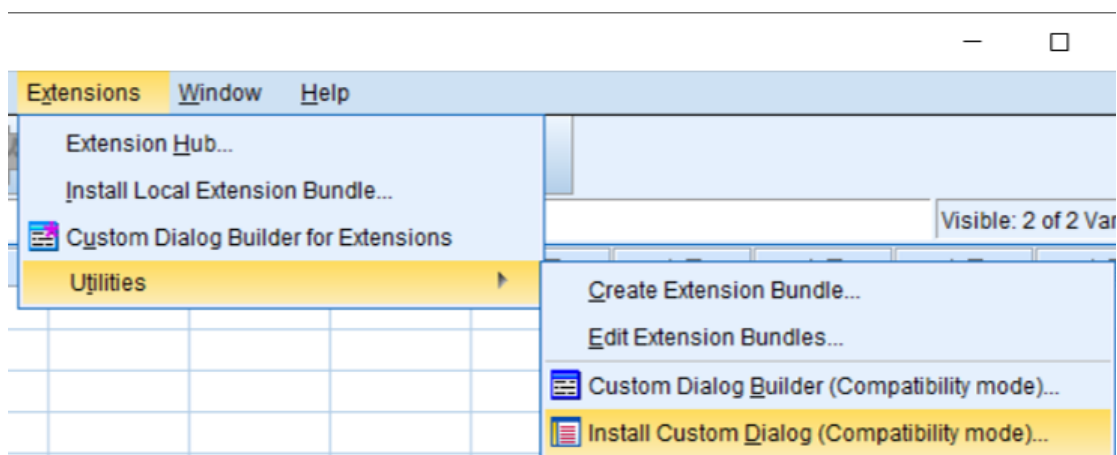 Extensions Window Help
Extension Hub...
Install Local Extension Bundle...
Custom Dialog Builder for Extensions
Utilities
Visible: 2 of 2 Var
Create Extension Bundle...
Edit Extension Bundles...
Custom Dialog Builder (Compatibility mode)...
Install Custom Dialog (Compatibility mode)...